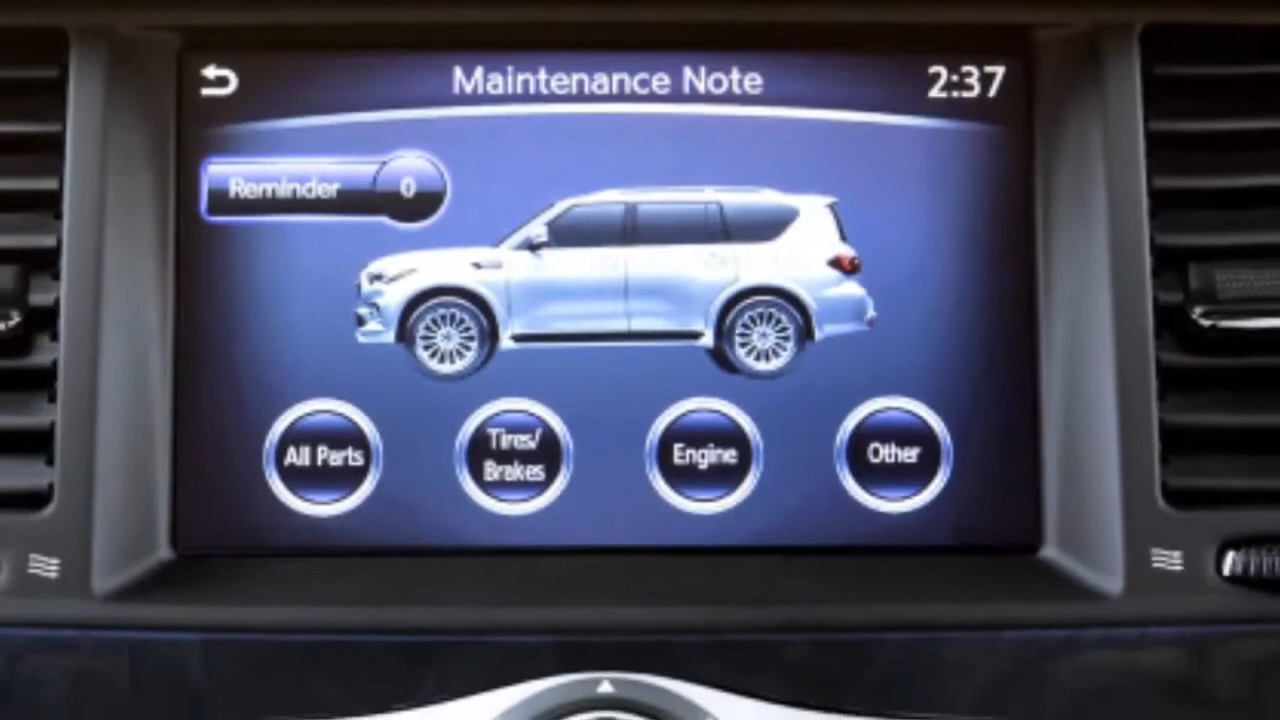 Maintenance Note
2:37
Reminder 0
All Parts
Tires/
Brakes
Engine
Other